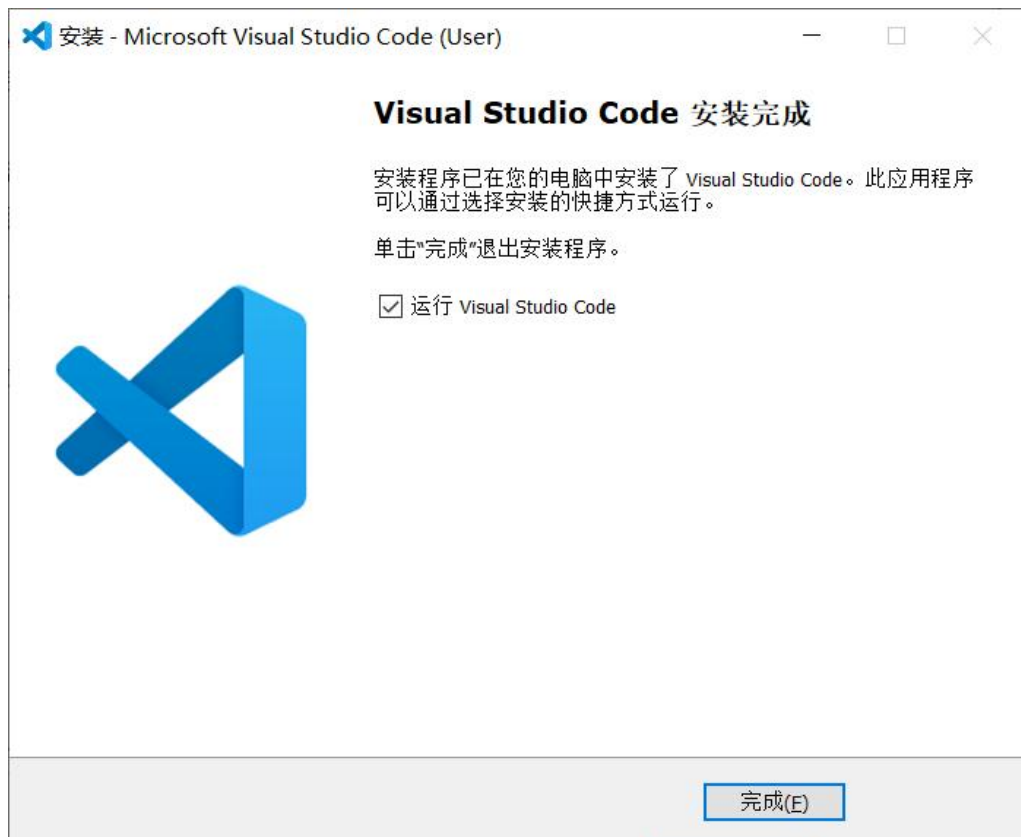 安装 - Microsoft Visual Studio Code (User)
Visual Studio Code 安装完成
安装程序已在您的电脑中安装了 Visual Studio Code。此应用程序
可以通过选择安装的快捷方式运行。
单击“完成”退出安装程序。
运行 Visual Studio Code
完成(F)